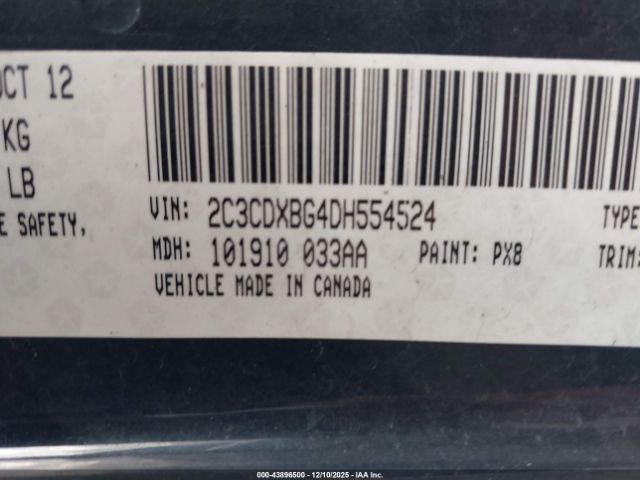 OCT 12
KG
LB
E SAFETY,
VIN: 2C3CDXBG4DH554524 TYPE
MDH: 101910 033AA PAINT: PX8 TRIM:
VEHICLE MADE IN CANADA
000-43896500 - 12/10/2025 - IAA Inc.